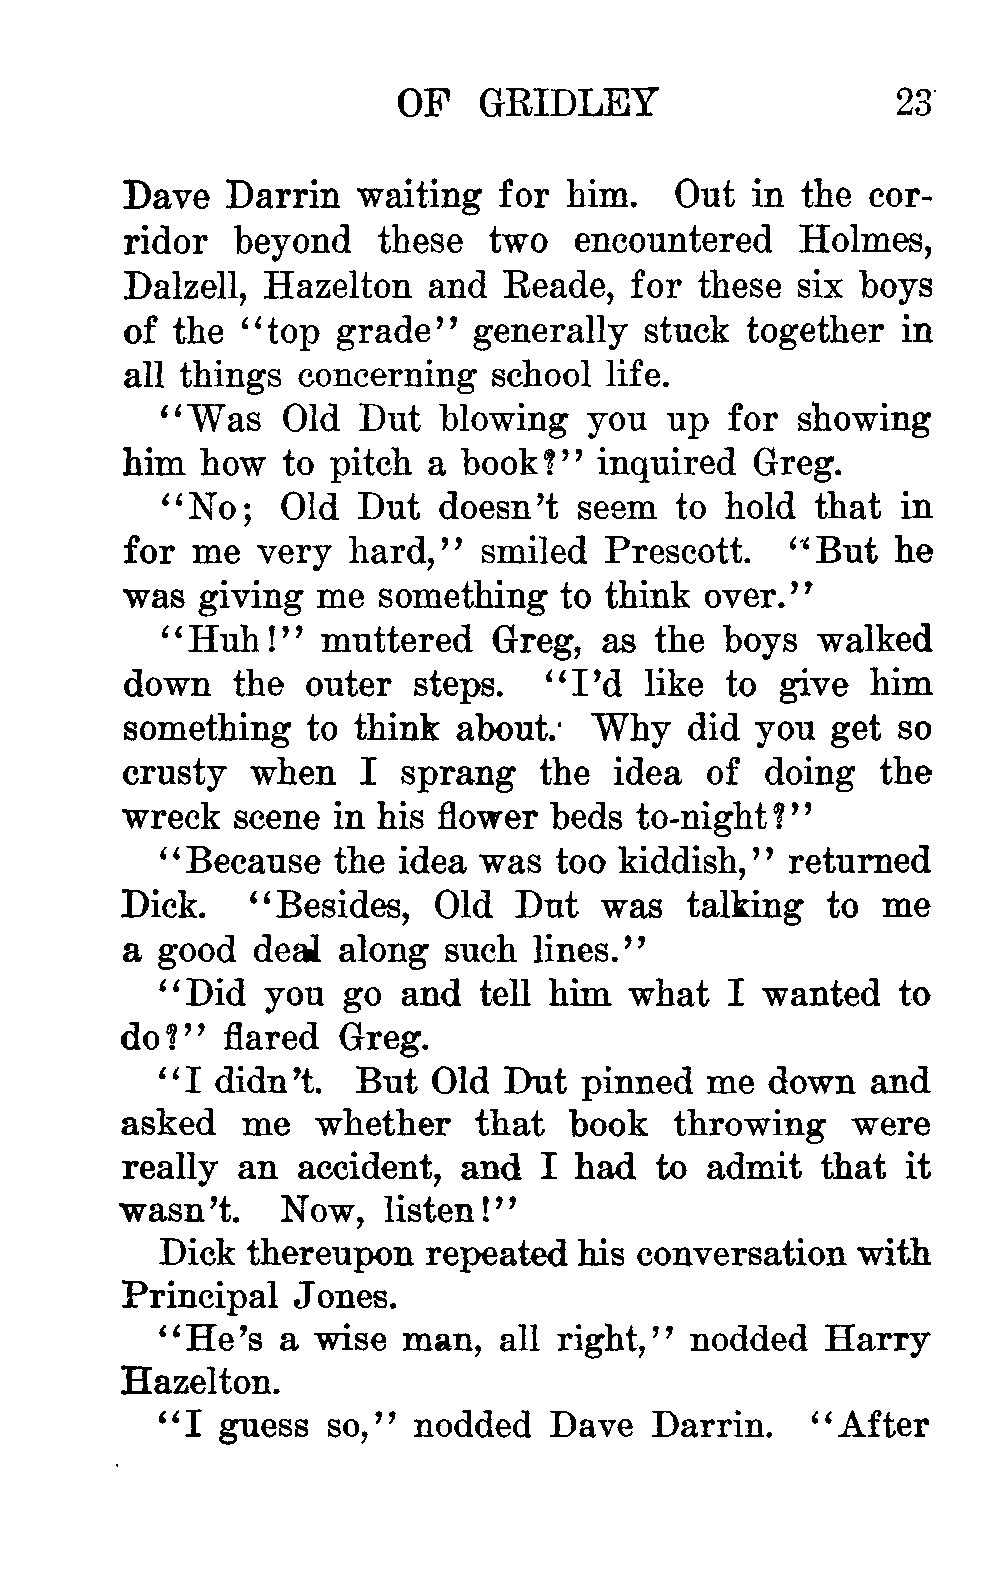 OF GRIDLEY 23
Dave Darrin waiting for him. Out in the cor-
ridor beyond these two encountered Holmes,
Dalzell, Hazelton and Reade, for these six boys
of the “top grade” generally stuck together in
all things concerning school life.
“Was Old Dut blowing you up for showing
him how to pitch a book?” inquired Greg.
“No; Old Dut doesn’t seem to hold that in
for me very hard,” smiled Prescott. “But he
was giving me something to think over.”
“Huh!” muttered Greg, as the boys walked
down the outer steps. “I’d like to give him
something to think about. Why did you get so
crusty when I sprang the idea of doing the
wreck scene in his flower beds to-night?”
“Because the idea was too kiddish,” returned
Dick. “Besides, Old Dut was talking to me
a good deal along such lines.”
“Did you go and tell him what I wanted to
do?” flared Greg.
“I didn’t. But Old Dut pinned me down and
asked me whether that book throwing were
really an accident, and I had to admit that it
wasn’t. Now, listen!”
Dick thereupon repeated his conversation with
Principal Jones.
“He’s a wise man, all right,” nodded Harry
Hazelton.
“I guess so,” nodded Dave Darrin. “After